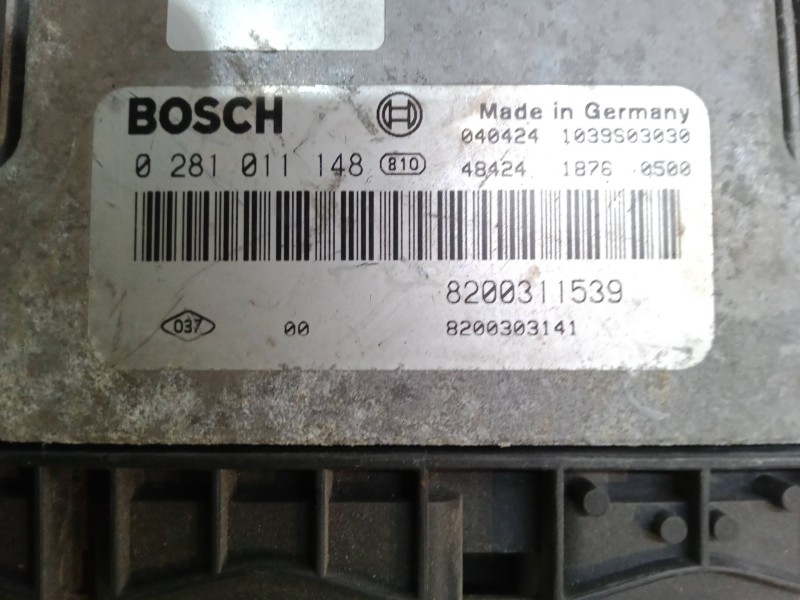 BOSCH
Made in Germany
040424 1039S03030
0 281 011 148 810
48424 1876 0500
8200311539
037 00 8200303141